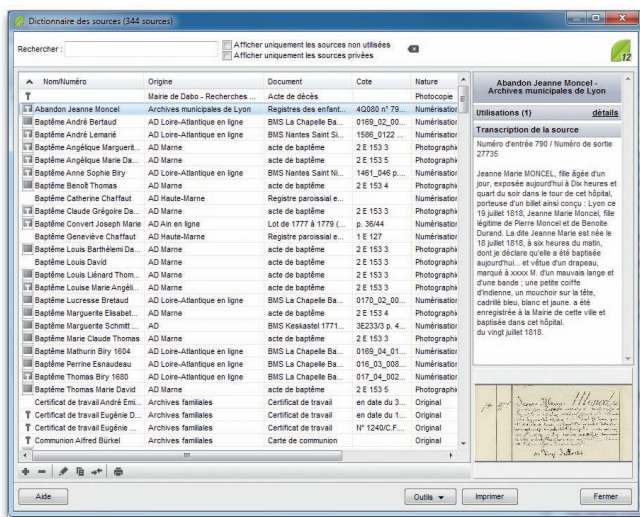 Dictionnaire des sources (344 sources)
Rechercher :
Afficher uniquement les sources non utilisées
Afficher uniquement les sources privées
12
Nom/Numéro Origine Document Cote Nature
Mairie de Dabo - Recherches ... Acte de décès Photocopie
Abandon Jeanne Moncel Archives municipales de Lyon Registres des enfant... 4Q080 n° 79... Numérisation
Baptême André Bertaud AD Loire-Atlantique en ligne BMS La Chapelle Ba... 0169_02_00... Numérisation
Baptême André Lemarié AD Loire-Atlantique en ligne BMS Nantes Saint Si... 1586_0122 ... Numérisation
Baptême Angélique Marguerit... AD Marne acte de baptême 2 E 153 3 Photographi
Baptême Angélique Marie Da... AD Marne acte de baptême 2 E 153 5 Photographi
Baptême Anne Sophie Biry AD Loire-Atlantique en ligne BMS Nantes Saint Ni... 1461_046 p.... Numérisation
Baptême Benoît Thomas AD Marne acte de baptême 2 E 153 4 Photographi
Baptême Catherine Chaffaut AD Haute-Marne Registre paroissial e... Numérisation
Baptême Claude Grégoire Da... AD Marne acte de baptême 2 E 153 3 Photographi
Baptême Convert Joseph Marie AD Ain en ligne Lot de 1777 à 1779 (... p. 36/44 Numérisation
Baptême Geneviève Chaffaut AD Haute-Marne Registre paroissial e... 1 E 127 Numérisation
Baptême Louis Barthélemi Da... AD Marne acte de baptême 2 E 153 3 Photographi
Baptême Louis David AD Marne acte de baptême 2 E 153 3 Photographi
Baptême Louis Liénard Thom... AD Marne acte de baptême 2 E 153 3 Photographi
Baptême Louise Marie Angéli... AD Marne acte de baptême 2 E 153 3 Photographi
Baptême Lucresse Bretaud AD Loire-Atlantique en ligne BMS La Chapelle Ba... 0170_02_00... Numérisation
Baptême Marguerite Elisabet... AD Marne acte de baptême 2 E 153 4 Photographi
Baptême Marguerite Schmitt ... AD BMS Keskastel 1771... 3E233/3 p. 4... Numérisation
Baptême Marie Claude Thomas AD Marne acte de baptême 2 E 153 3 Photographi
Baptême Mathurin Biry 1604 AD Loire-Atlantique en ligne BMS La Chapelle Ba... 0169_04_01... Numérisation
Baptême Perrine Esnaudeau AD Loire-Atlantique en ligne BMS La Chapelle Ba... 016_03_008... Numérisation
Baptême Thomas Biry 1680 AD Loire-Atlantique en ligne BMS La Chapelle Ba... 017_04_002... Numérisation
Baptême Thomas Marie David AD Marne acte de baptême 2 E 153 5 Photographi
Certificat de travail André Emi... Archives familiales Certificat de travail en date du 3... Original
Certificat de travail Eugénie D... Archives familiales Certificat de travail en date du 1... Original
Certificat de travail Eugénie ... Archives familiales Certificat de travail N° 1240/C.F.... Original
Communion Alfred Bürkel Archives familiales Carte de communion Original
Abandon Jeanne Moncel -
Archives municipales de Lyon
Utilisations (1) détails
Transcription de la source
Numéro d'entrée 790 / Numéro de sortie
27735
Jeanne Marie MONCEL, fille âgée d'un
jour, exposée aujourd'hui à Dix heures et
quart du soir dans le tour de cet hôpital,
porteuse d'un billet ainsi conçu : Lyon ce
19 juillet 1818, Jeanne Marie Moncel, fille
légitime de Pierre Moncel et de Benoite
Durand. La dite Jeanne Marie est née le
18 juillet 1818, à six heures du matin,
dont je déclare qu'elle a été baptisée
aujourd'hui... et vêtue d'un drapeau,
marqué à xxxx M. d'un mauvais lange et
d'une bande ; une petite coiffe
d'indienne, un mouchoir sur la tête,
cadrillé bleu, blanc et jaune. a été
enregistrée à la Mairie de cette ville et
baptisée dans cet hôpital.
du vingt juillet 1818.
Jeanne Marie Moncel
Aide Outils Imprimer Fermer